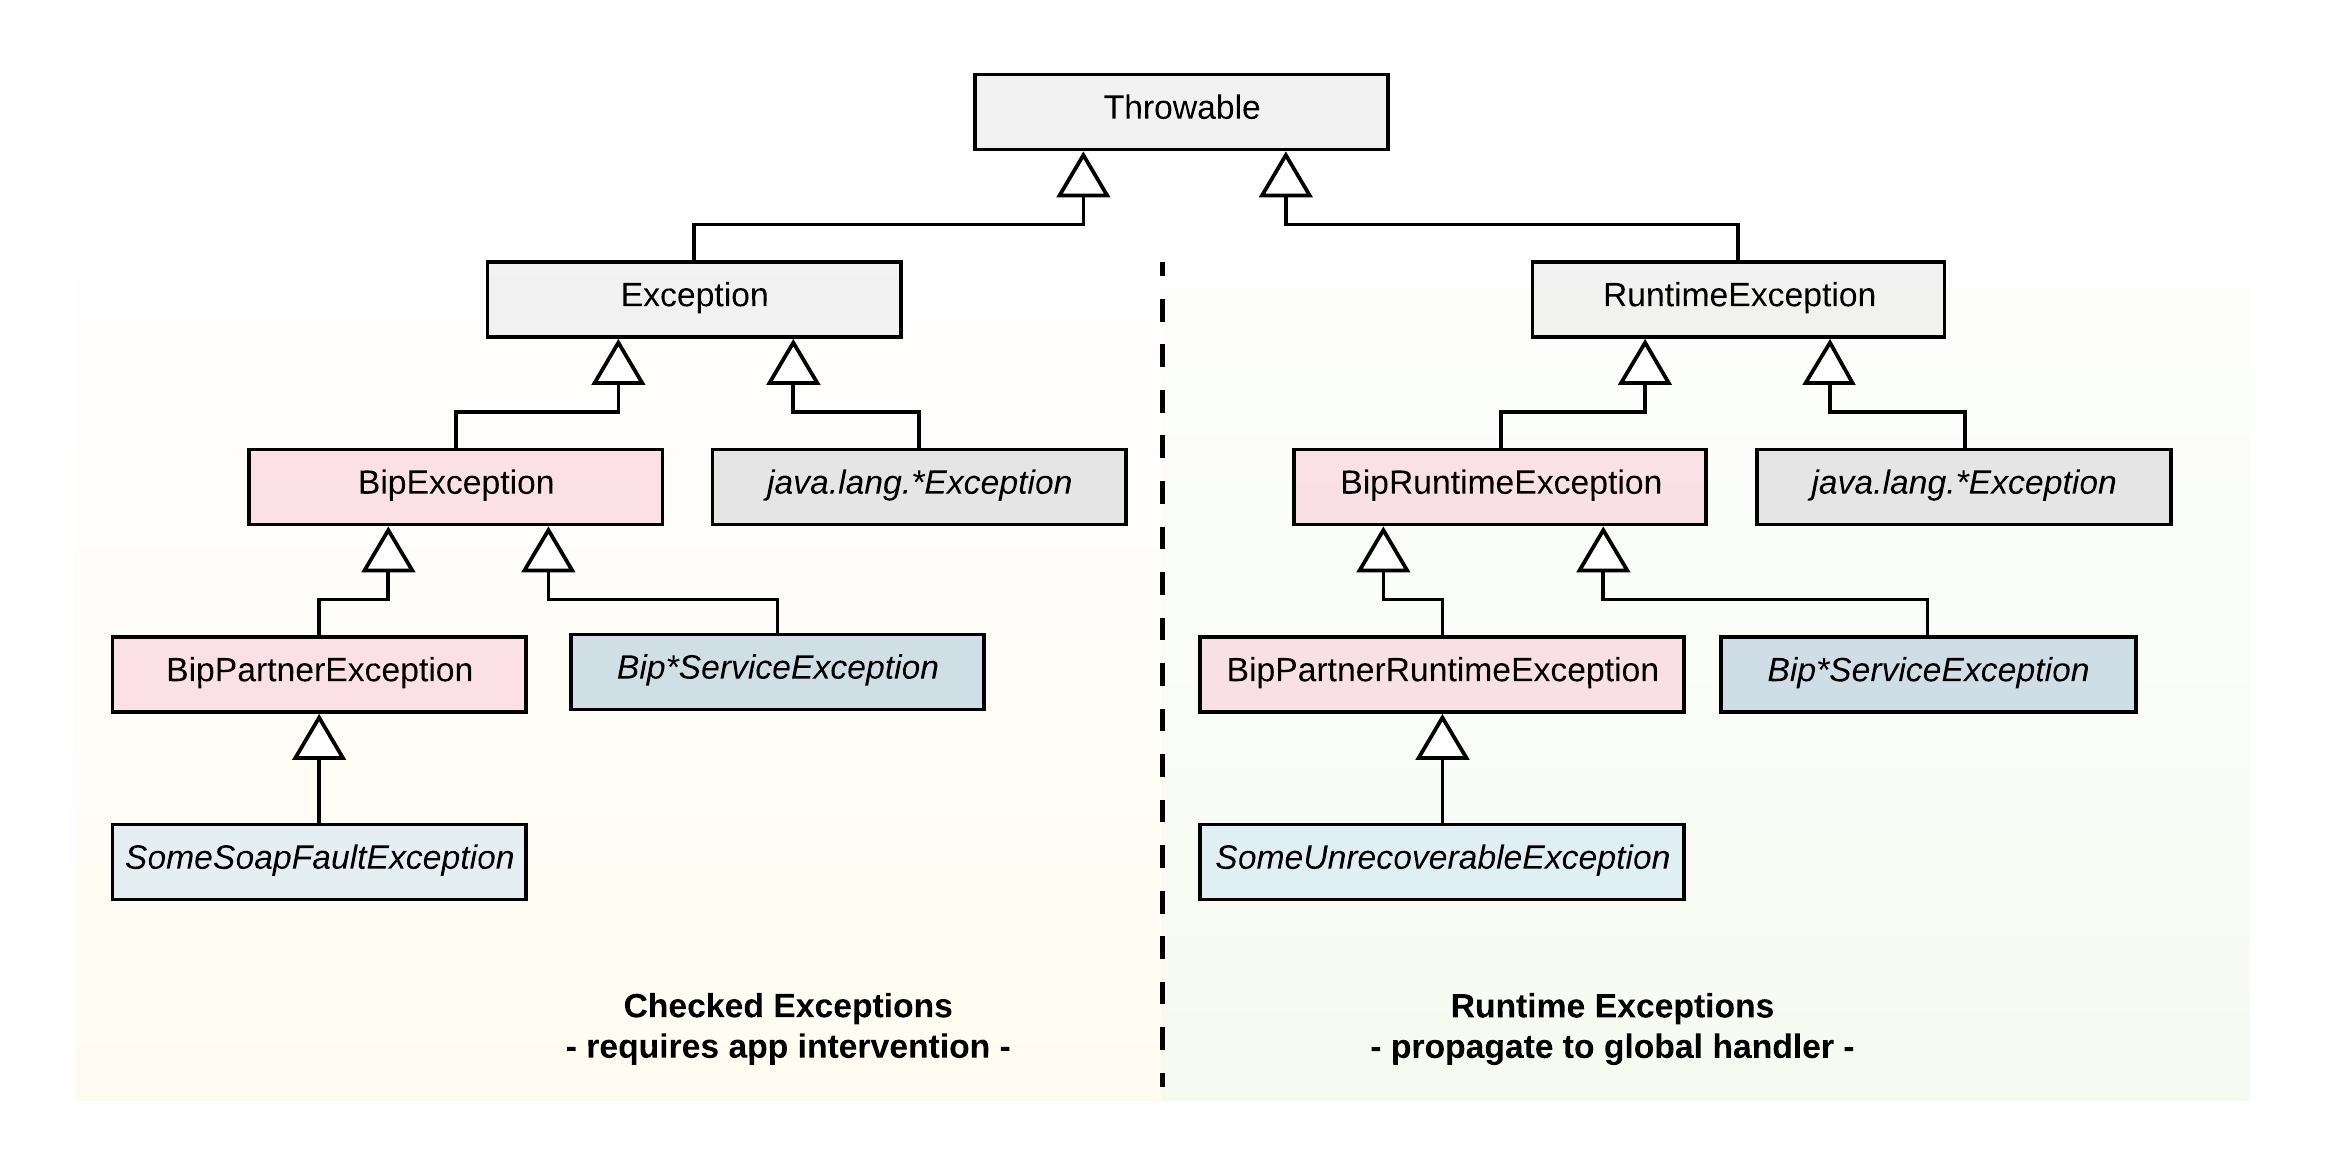 Throwable
Exception
RuntimeException
BipException
java.lang.*Exception
BipRuntimeException
java.lang.*Exception
BipPartnerException
Bip*ServiceException
BipPartnerRuntimeException
Bip*ServiceException
SomeSoapFaultException
SomeUnrecoverableException
Checked Exceptions
- requires app intervention -
Runtime Exceptions
- propagate to global handler -